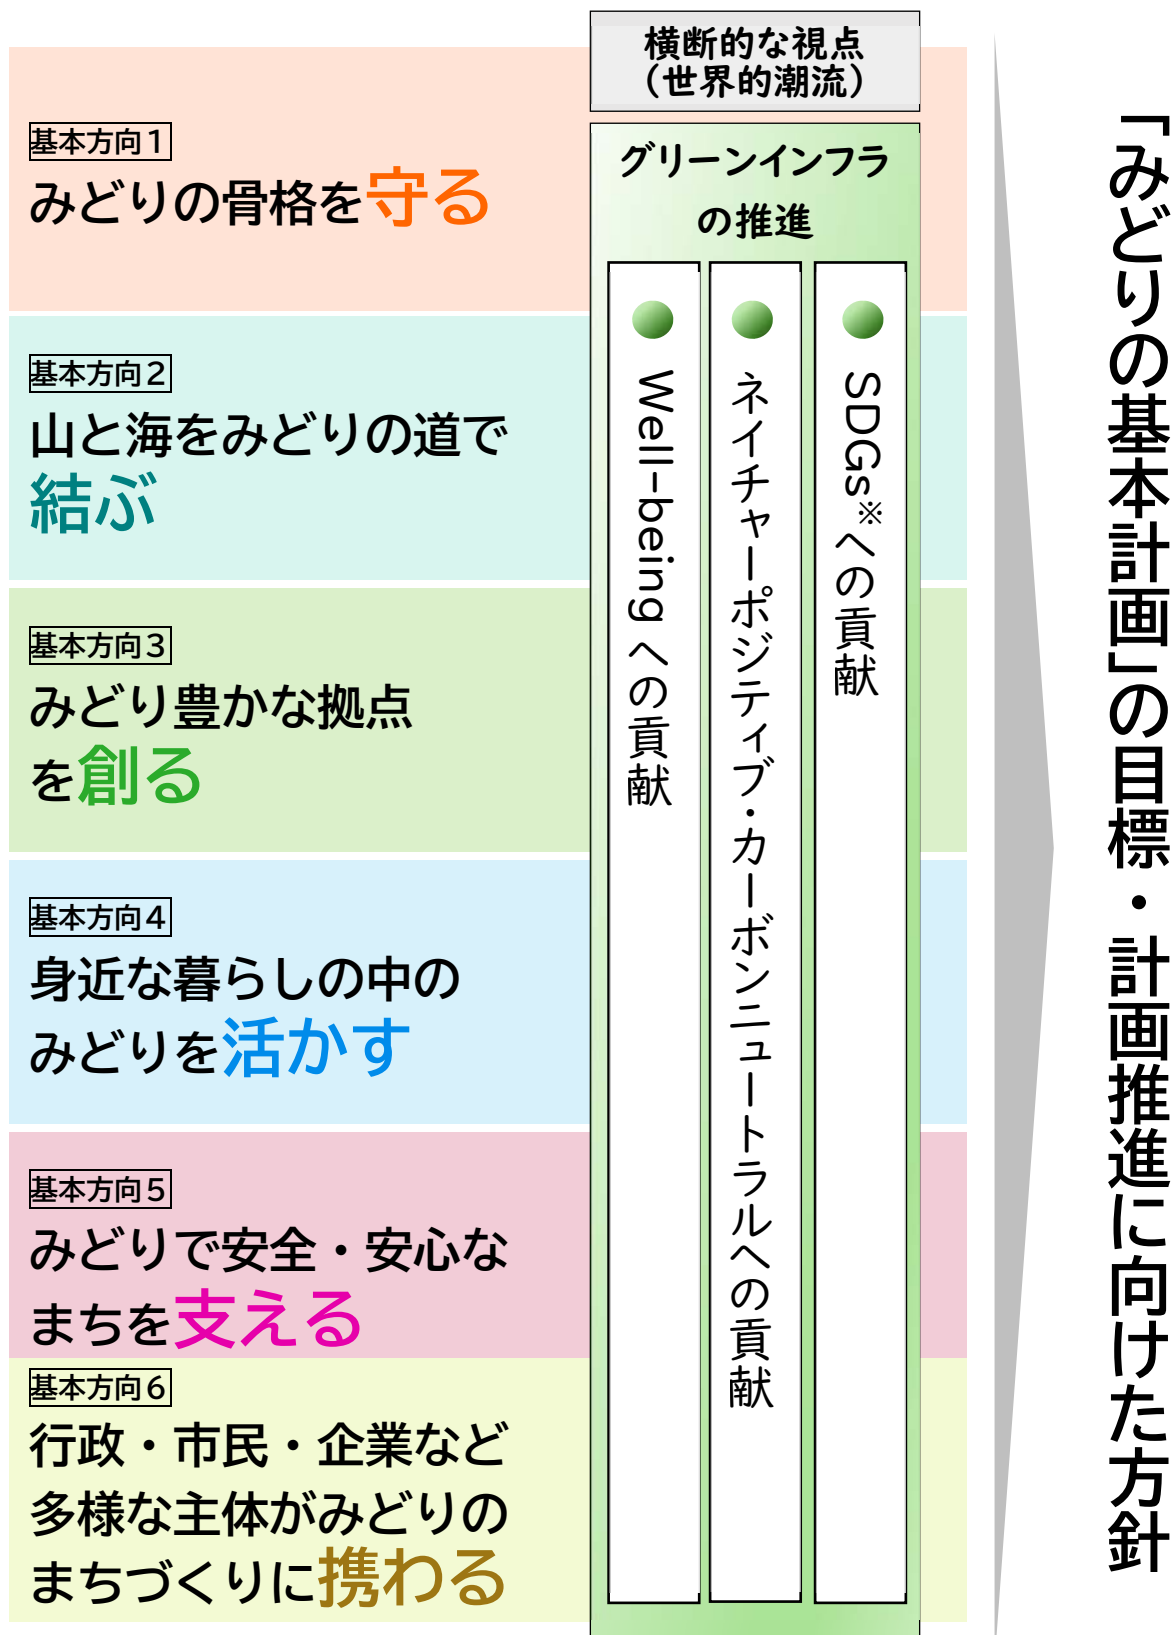 横断的な視点
（世界的潮流）
基本方向１
みどりの骨格を守る
基本方向２
山と海をみどりの道で
結ぶ
基本方向３
みどり豊かな拠点
を創る
基本方向４
身近な暮らしの中の
みどりを活かす
基本方向５
みどりで安全・安心な
まちを支える
基本方向６
行政・市民・企業など
多様な主体がみどりの
まちづくりに携わる
グリーンインフラ
の推進
SDGs※への貢献
ネイチャーポジティブ・カーボンニュートラルへの貢献
Well-being への貢献
「みどりの基本計画」の目標・計画推進に向けた方針